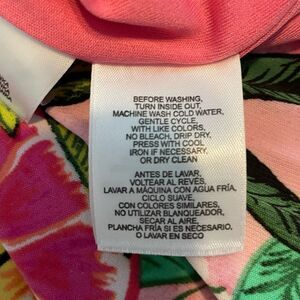 BEFORE WASHING,
TURN INSIDE OUT,
MACHINE WASH COLD WATER,
GENTLE CYCLE,
WITH LIKE COLORS,
NO BLEACH, DRIP DRY,
PRESS WITH COOL
IRON IF NECESSARY,
OR DRY CLEAN
ANTES DE LAVAR,
VOLTEAR AL REVÉS,
LAVAR A MÁQUINA CON AGUA FRÍA,
CICLO SUAVE,
CON COLORES SIMILARES,
NO UTILIZAR BLANQUEADOR,
SECAR AL AIRE,
PLANCHA FRÍA SI ES NECESARIO,
O LAVAR EN SECO